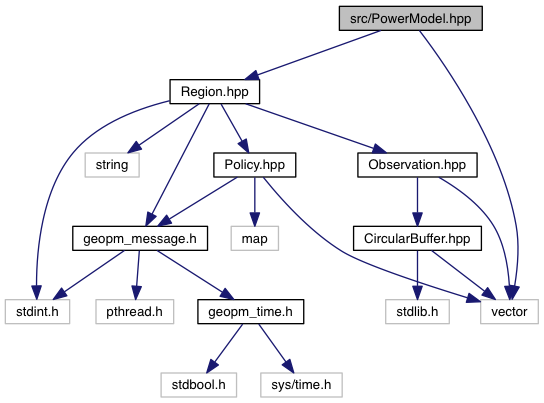 src/PowerModel.hpp
Region.hpp
string
Policy.hpp
Observation.hpp
geopm_message.h
map
CircularBuffer.hpp
stdint.h
pthread.h
geopm_time.h
stdlib.h
vector
stdbool.h
sys/time.h